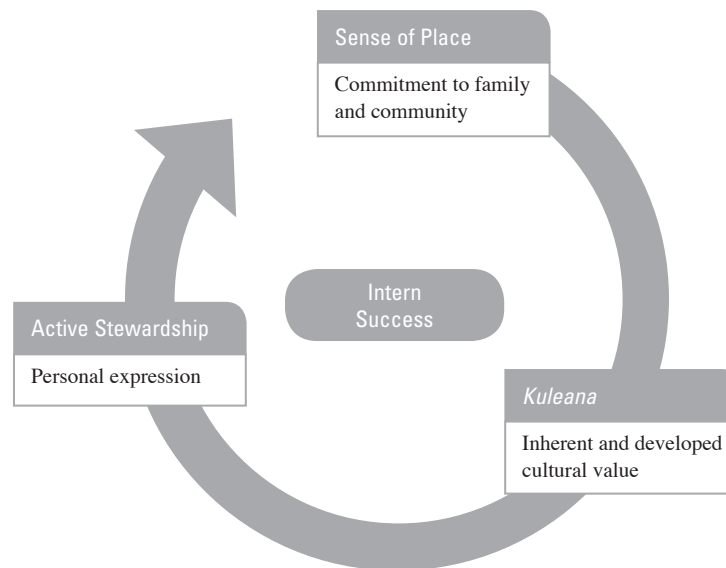 Sense of Place
Commitment to family
and community
Intern
Success
Active Stewardship
Personal expression
Kuleana
Inherent and developed
cultural value